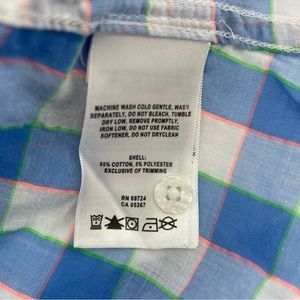 MACHINE WASH COLD GENTLE, WASH
SEPARATELY, DO NOT BLEACH, TUMBLE
DRY LOW, REMOVE PROMPTLY,
IRON LOW, DO NOT USE FABRIC
SOFTENER, DO NOT DRYCLEAN.
SHELL:
95% COTTON, 5% POLYESTER
EXCLUSIVE OF TRIMMING
RN 69724
CA 05367